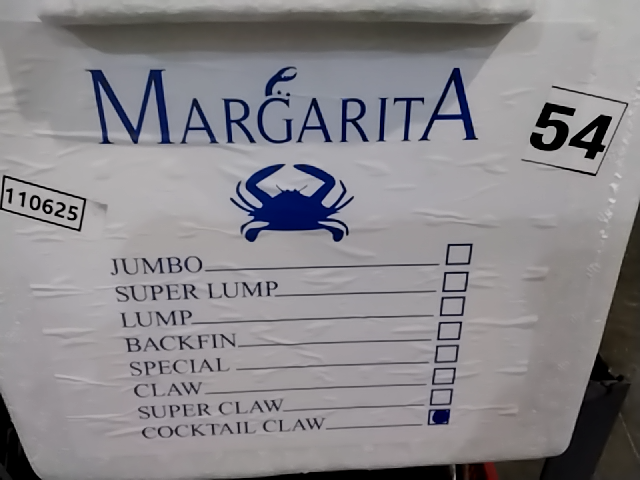 MARGARITA
54
110625
JUMBO
SUPER LUMP
LUMP
BACKFIN
SPECIAL
CLAW
SUPER CLAW
COCKTAIL CLAW